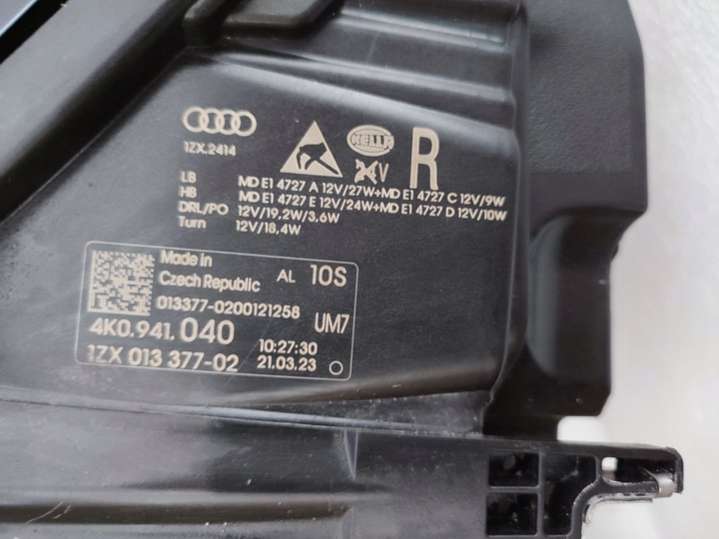 HELLA
R
1ZX.2414
24V
LB MD E1 4727 A 12V/27W+MD E1 4727 C 12V/9W
HB MD E1 4727 E 12V/24W+MD E1 4727 D 12V/10W
DRL/PO 12V/19,2W/3,6W
Turn 12V/18,4W
Made in
Czech Republic
AL 10S
013377-0200121258
4K0.941.040
UM7
1ZX 013 377-02
10:27:30
21.03.23